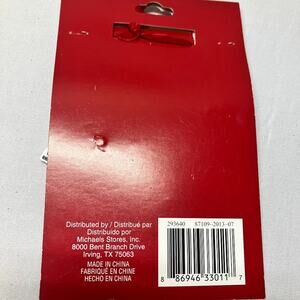 Distributed by / Distribué par
Distribuido por
Michaels Stores, Inc.
8000 Bent Branch Drive
Irving, TX 75063
MADE IN CHINA
FABRIQUÉ EN CHINE
HECHO EN CHINA
293640 87109-2013-07
8 86946 33011 7